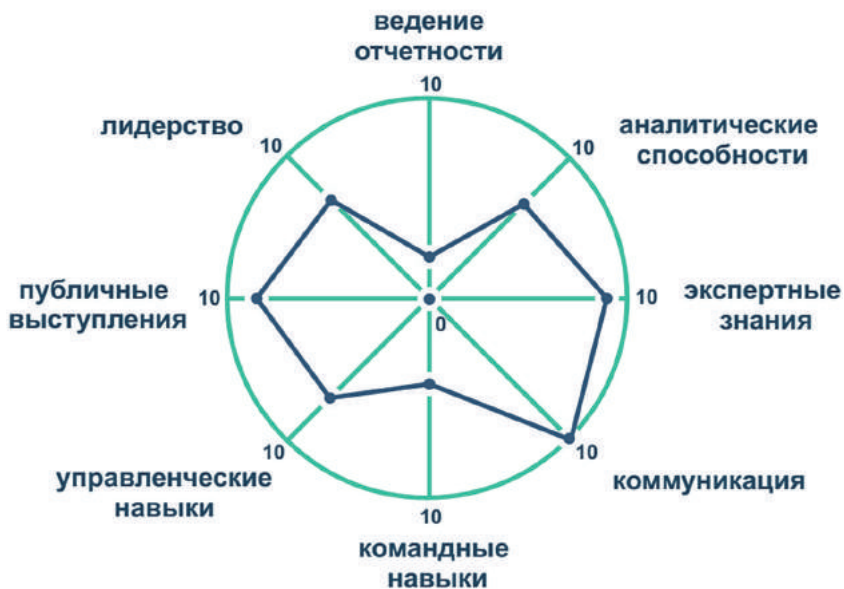 ведение
отчетности
10
лидерство
10
аналитические
способности
10
публичные
выступления
10
экспертные
знания
10
0
управленческие
навыки
10
коммуникация
10
10
командные
навыки